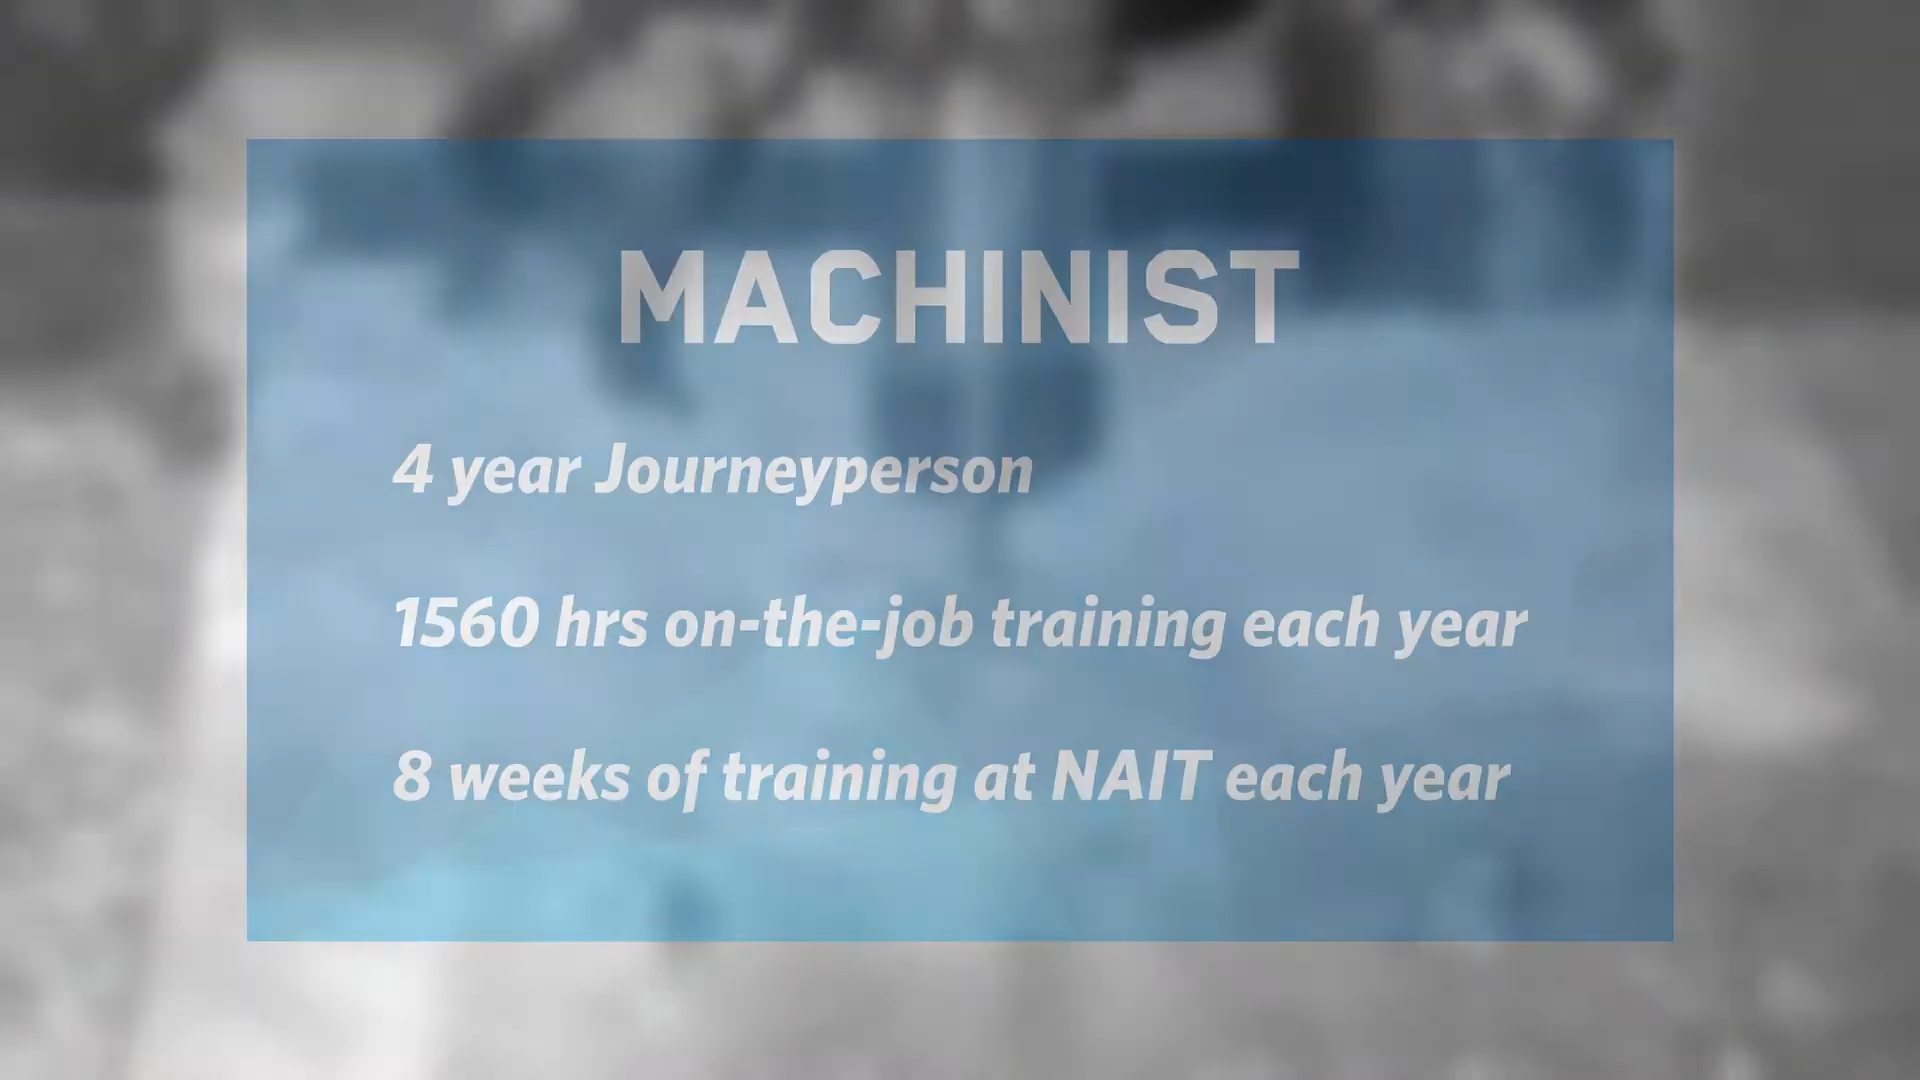 MACHINIST
4 year Journeyperson
1560 hrs on-the-job training each year
8 weeks of training at NAIT each year